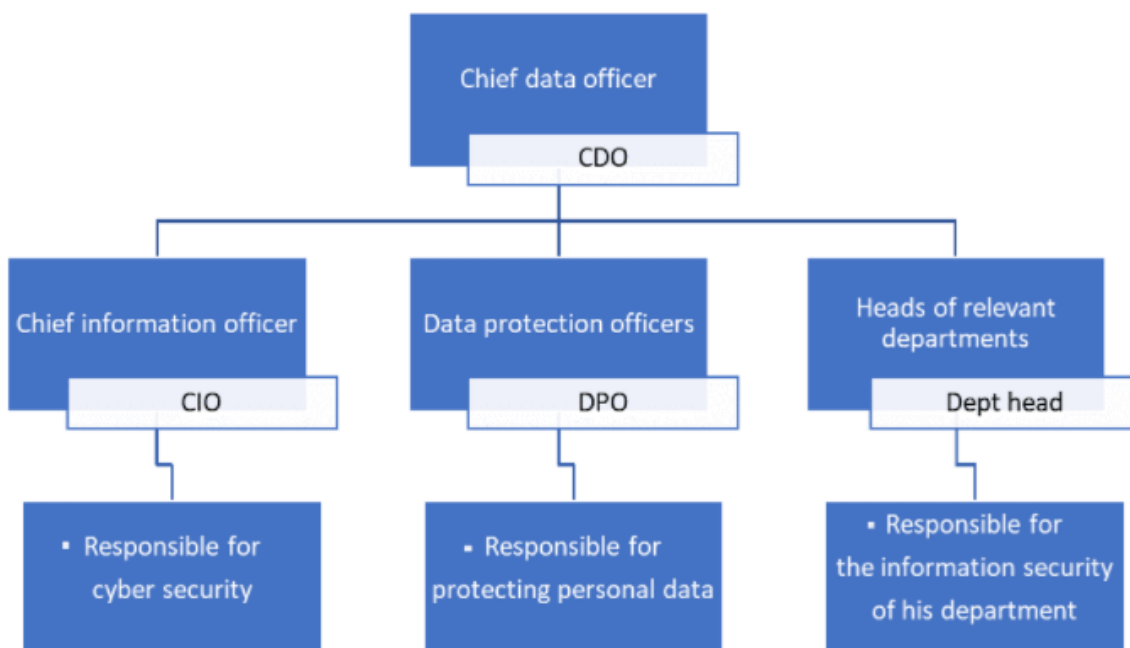 Chief data officer
CDO
Chief information officer
CIO
Data protection officers
DPO
Heads of relevant
departments
Dept head
▪ Responsible for
cyber security
▪ Responsible for
protecting personal data
▪ Responsible for
the information security
of his department